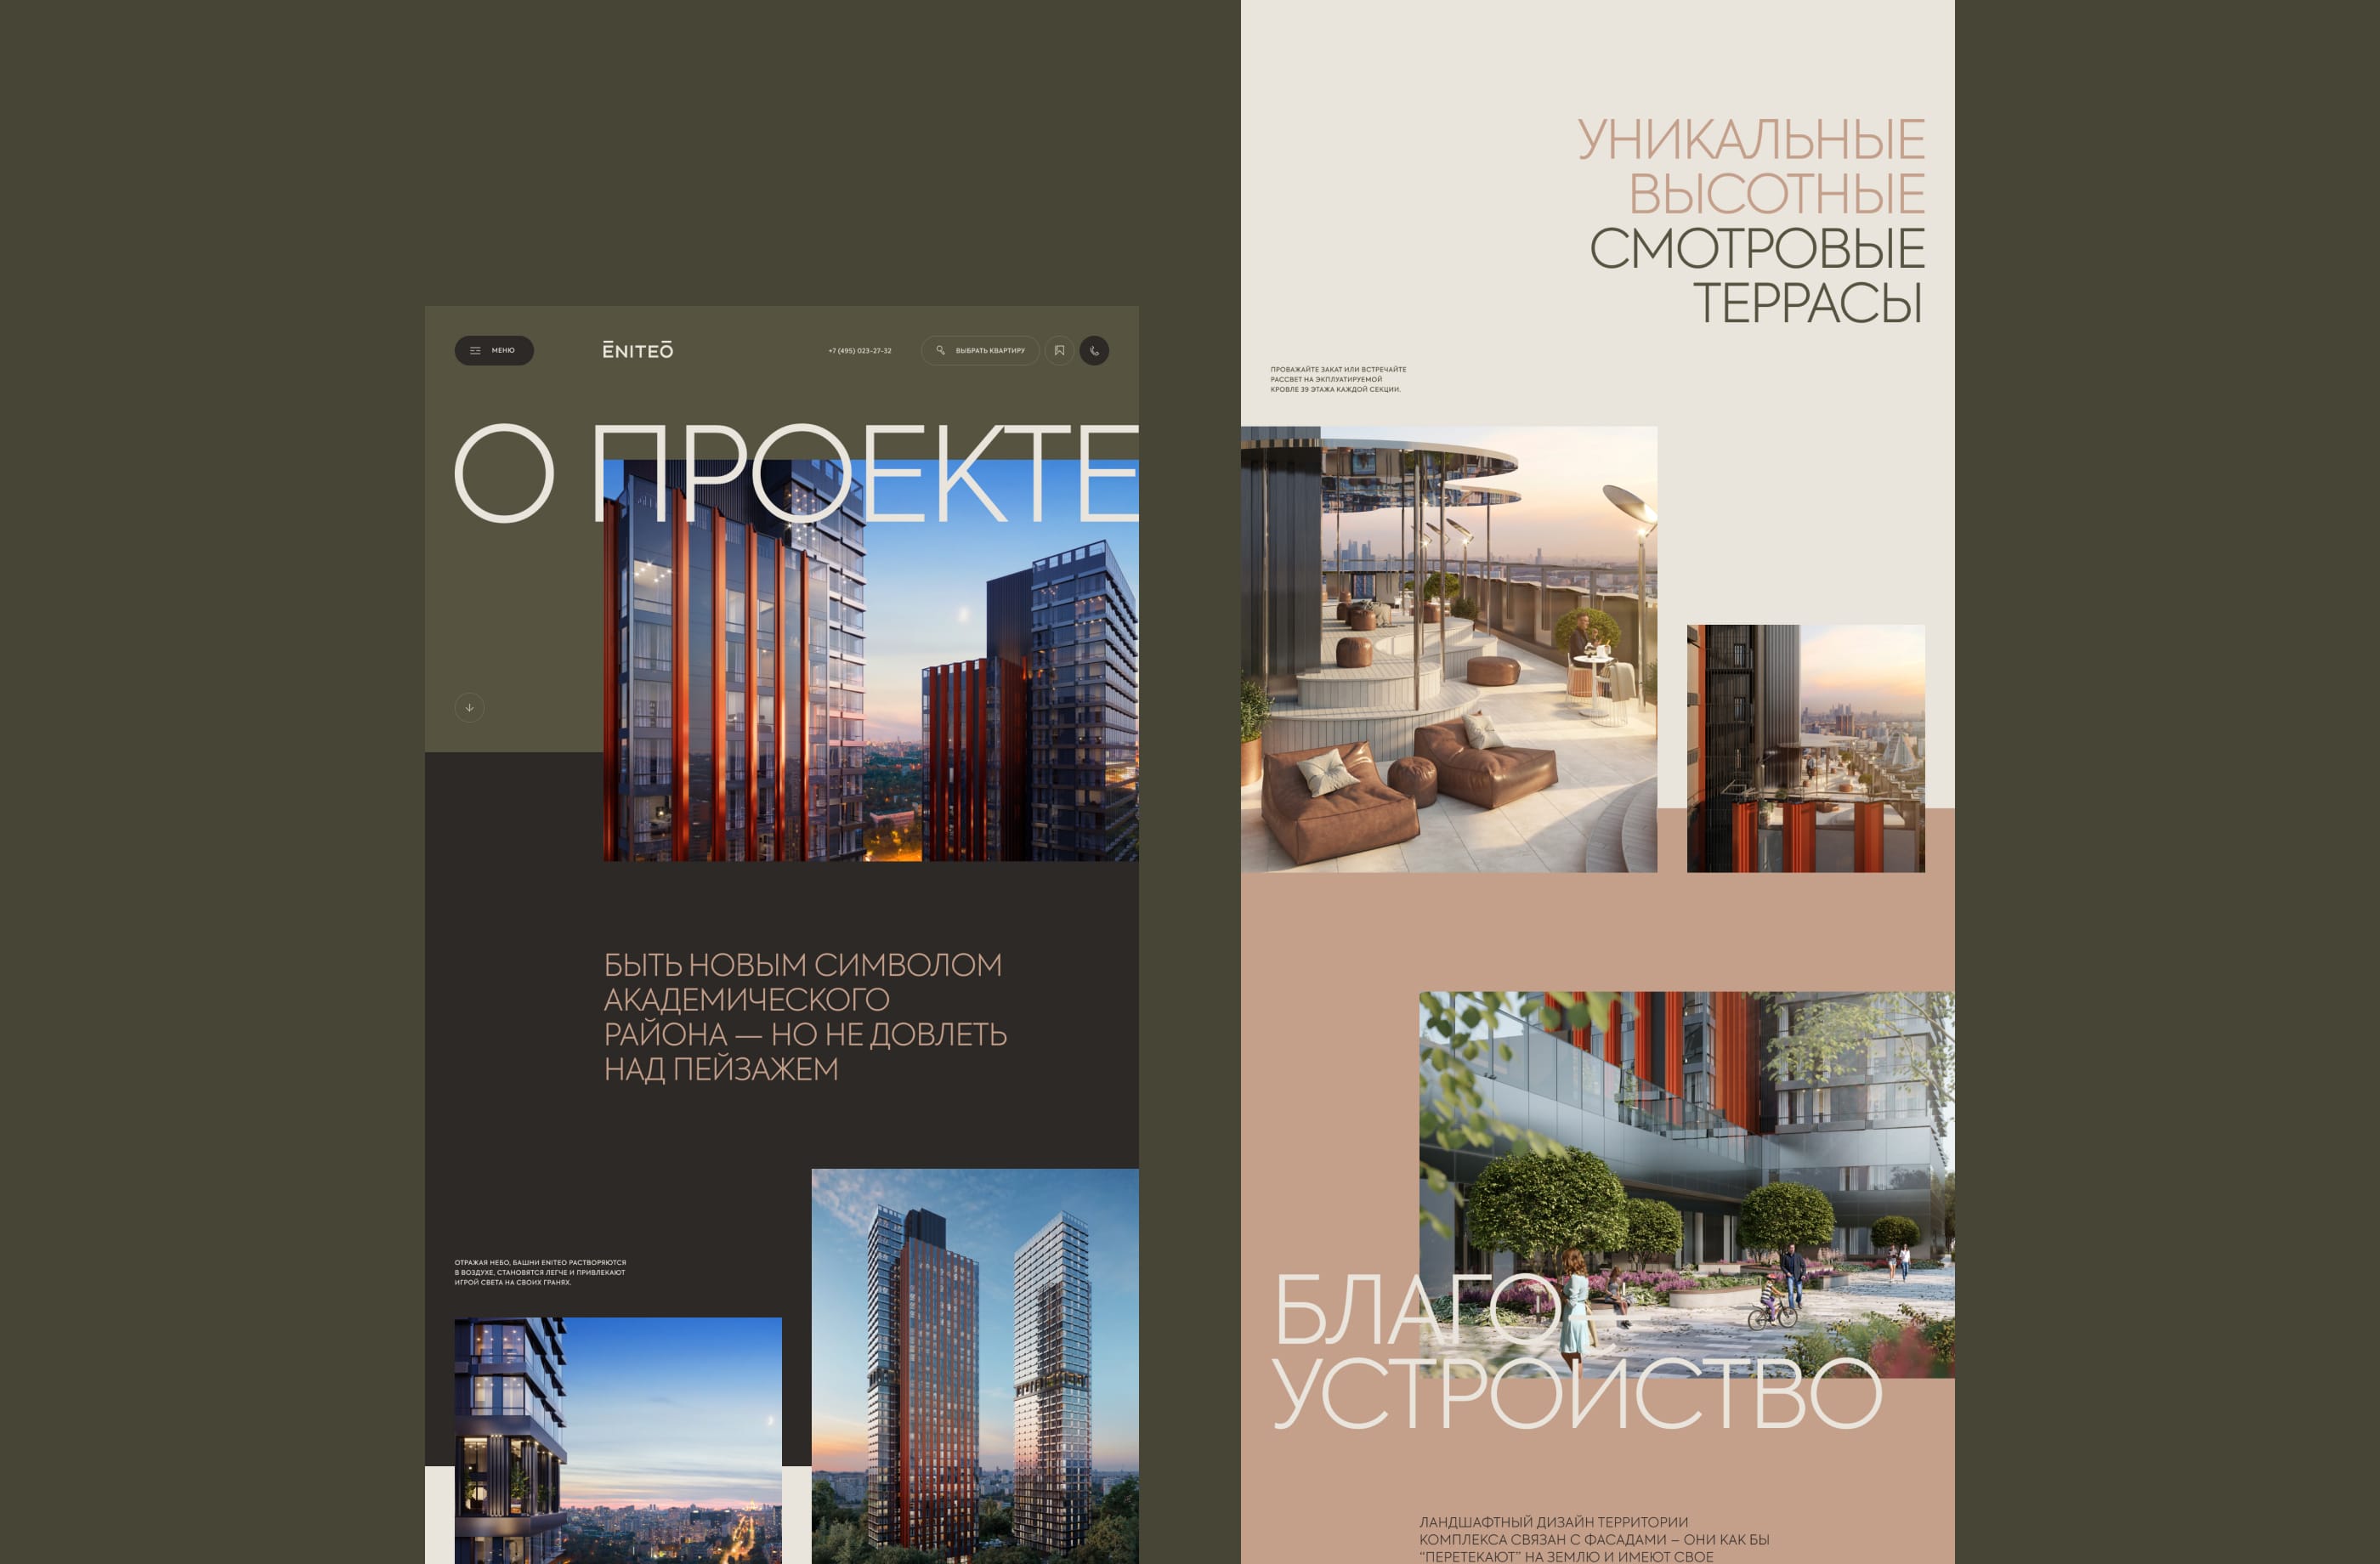 МЕНЮ
ĒNITEŌ
+7 (495) 023-27-32
ВЫБРАТЬ КВАРТИРУ
О ПРОЕКТЕ
БЫТЬ НОВЫМ СИМВОЛОМ
АКАДЕМИЧЕСКОГО
РАЙОНА — НО НЕ ДОВЛЕТЬ
НАД ПЕЙЗАЖЕМ
ОТРАЖАЯ НЕБО, БАШНИ ENITEO РАСТВОРЯЮТСЯ
В ВОЗДУХЕ, СТАНОВЯТСЯ ЛЕГЧЕ И ПРИВЛЕКАЮТ
ИГРОЙ СВЕТА НА СВОИХ ГРАНЯХ.
УНИКАЛЬНЫЕ
ВЫСОТНЫЕ
СМОТРОВЫЕ
ТЕРРАСЫ
ПРОВАЖАЙТЕ ЗАКАТ ИЛИ ВСТРЕЧАЙТЕ
РАССВЕТ НА ЭКПЛУАТИРУЕМОЙ
КРОВЛЕ 39 ЭТАЖА КАЖДОЙ СЕКЦИИ.
БЛАГО—
УСТРОЙСТВО
ЛАНДШАФТНЫЙ ДИЗАЙН ТЕРРИТОРИИ
КОМПЛЕКСА СВЯЗАН С ФАСАДАМИ – ОНИ КАК БЫ
“ПЕРЕТЕКАЮТ” НА ЗЕМЛЮ И ИМЕЮТ СВОЕ